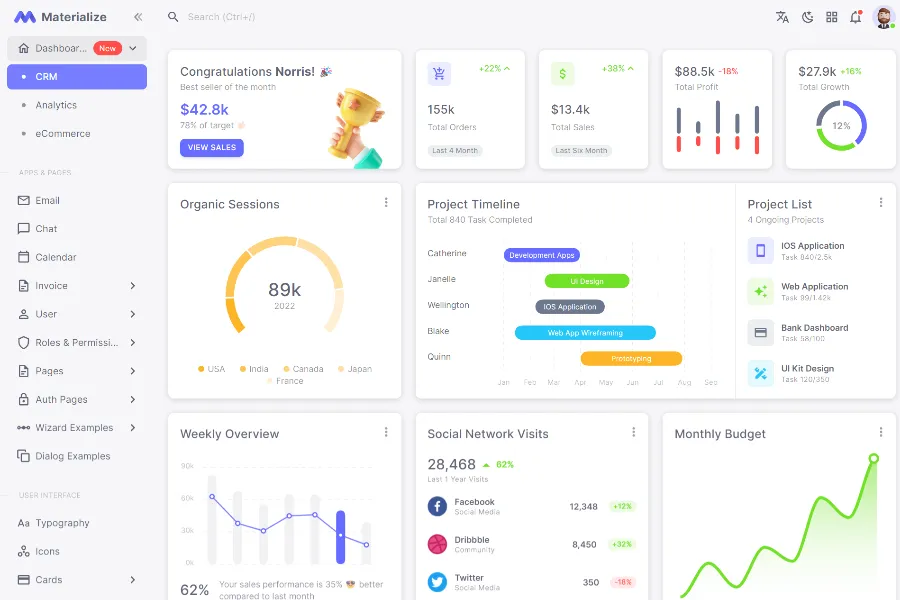 Materialize
Search (Ctrl+/)
Dashboar... New
CRM
Analytics
eCommerce
APPS & PAGES
Email
Chat
Calendar
Invoice
User
Roles & Permissi...
Pages
Auth Pages
Wizard Examples
Dialog Examples
USER INTERFACE
Aa Typography
Icons
Cards
Congratulations Norris! 🎉
Best seller of the month
$42.8k
78% of target
VIEW SALES
+22%
155k
Total Orders
Last 4 Month
$
+38%
$13.4k
Total Sales
Last Six Month
$88.5k -18%
Total Profit
$27.9k +16%
Total Growth
12%
Organic Sessions
89k
2022
USA India Canada Japan
France
Project Timeline
Total 840 Task Completed
Catherine Development Apps
Janelle UI Design
Wellington IOS Application
Blake Web App Wireframing
Quinn Prototyping
Jan Feb Mar Apr May Jun Jul Aug Sep
Project List
4 Ongoing Projects
IOS Application
Task 840/2.5k
Web Application
Task 99/1.42k
Bank Dashboard
Task 58/100
UI Kit Design
Task 120/350
Weekly Overview
90k
60k
30k
0k
62% Your sales performance is 35% 😎 better
compared to last month
Social Network Visits
28,468 62%
Last 1 Year Visits
Facebook
Social Media
12,348 +12%
Dribbble
Community
8,450 +32%
Twitter
Social Media
350 -18%
Monthly Budget